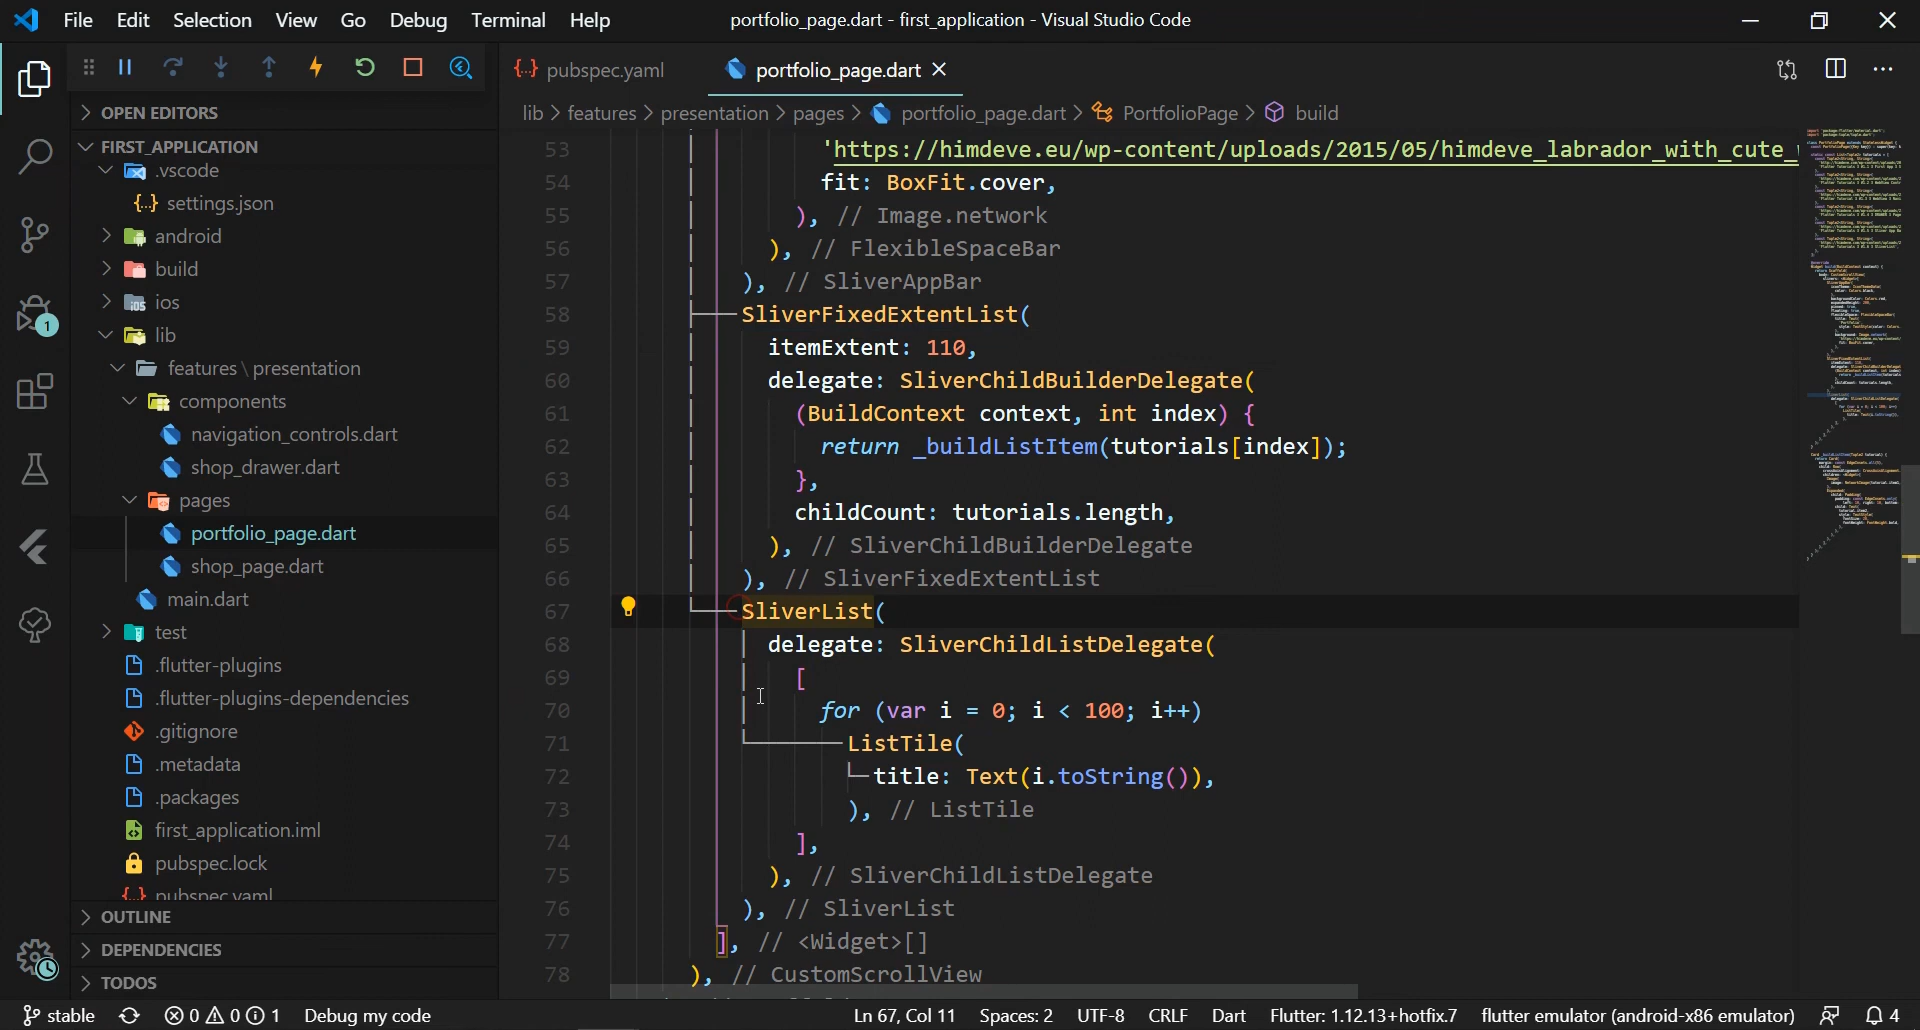 File Edit Selection View Go Debug Terminal Help
portfolio_page.dart - first_application - Visual Studio Code
pubspec.yaml
portfolio_page.dart
lib > features > presentation > pages > portfolio_page.dart > PortfolioPage > build
OPEN EDITORS
FIRST_APPLICATION
.vscode
settings.json
android
build
ios
lib
features \ presentation
components
navigation_controls.dart
shop_drawer.dart
pages
portfolio_page.dart
shop_page.dart
main.dart
test
.flutter-plugins
.flutter-plugins-dependencies
.gitignore
.metadata
.packages
first_application.iml
pubspec.lock
pubspec.yaml
OUTLINE
DEPENDENCIES
TODOS
1
53 'https://himdeve.eu/wp-content/uploads/2015/05/himdeve_labrador_with_cute_
54 fit: BoxFit.cover,
55 ), // Image.network
56 ), // FlexibleSpaceBar
57 ), // SliverAppBar
58 SliverFixedExtentList(
59 itemExtent: 110,
60 delegate: SliverChildBuilderDelegate(
61 (BuildContext context, int index) {
62 return _buildListItem(tutorials[index]);
63 },
64 childCount: tutorials.length,
65 ), // SliverChildBuilderDelegate
66 ), // SliverFixedExtentList
67 SliverList(
68 delegate: SliverChildListDelegate(
69 [
70 for (var i = 0; i < 100; i++)
71 ListTile(
72 title: Text(i.toString()),
73 ), // ListTile
74 ],
75 ), // SliverChildListDelegate
76 ), // SliverList
77 ], // <Widget>[]
78 ), // CustomScrollView
stable 0 0 1 Debug my code Ln 67, Col 11 Spaces: 2 UTF-8 CRLF Dart Flutter: 1.12.13+hotfix.7 flutter emulator (android-x86 emulator) 4